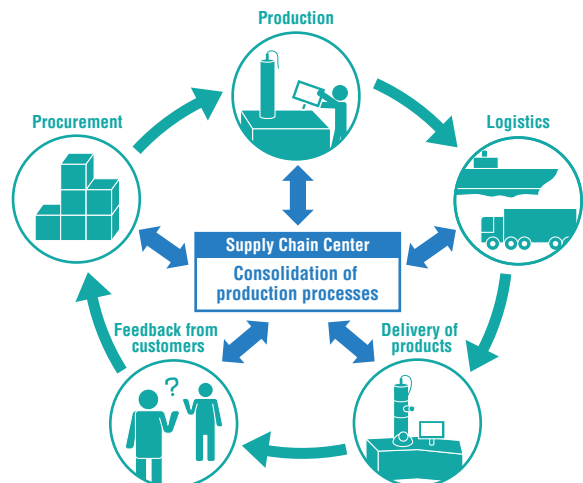 Production
Procurement
Logistics
Supply Chain Center
Consolidation of
production processes
Feedback from
customers
Delivery of
products
?